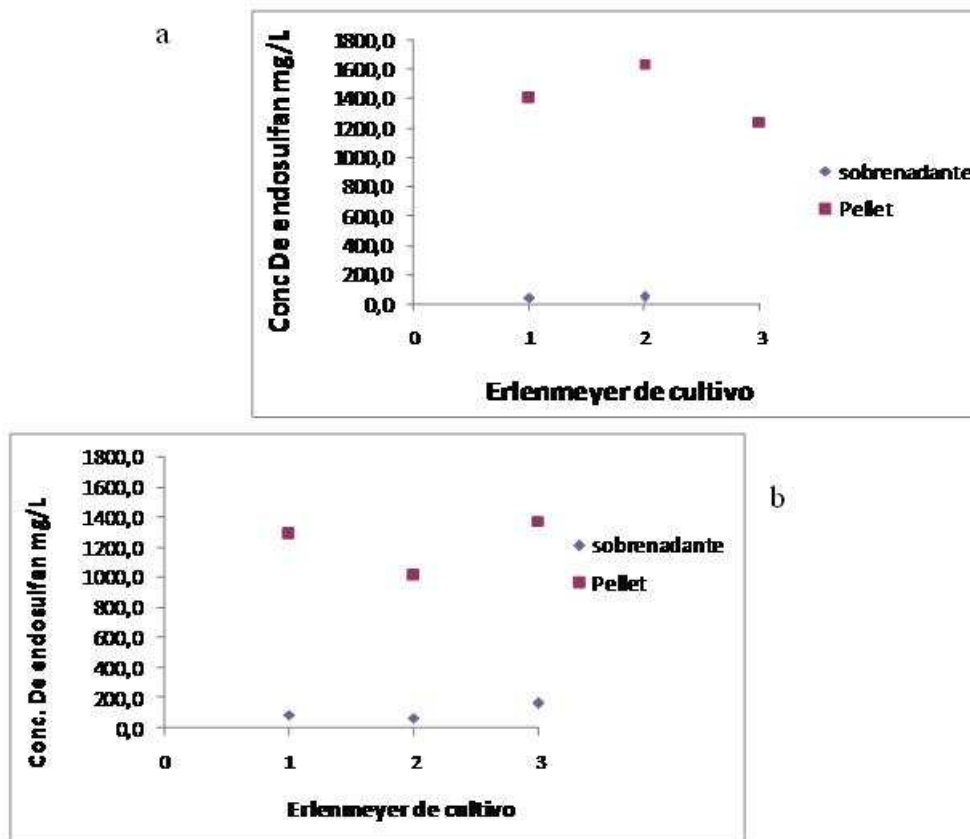 a
Conc De endosulfan mg/L
1800,0
1600,0
1400,0
1200,0
1000,0
800,0
600,0
400,0
200,0
0,0
0 1 2 3
Erlenmeyer de cultivo
sobrenadante
Pellet
b
Conc. De endosulfan mg/L
1800,0
1600,0
1400,0
1200,0
1000,0
800,0
600,0
400,0
200,0
0,0
0 1 2 3
Erlenmeyer de cultivo
sobrenadante
Pellet